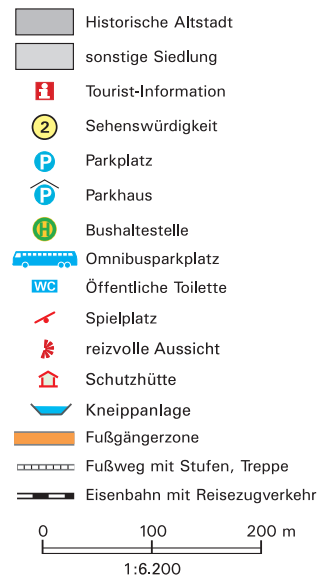 Historische Altstadt
sonstige Siedlung
i Tourist-Information
2 Sehenswürdigkeit
P Parkplatz
P Parkhaus
H Bushaltestelle
Omnibusparkplatz
WC Öffentliche Toilette
Spielplatz
reizvolle Aussicht
Schutzhütte
Kneippanlage
Fußgängerzone
Fußweg mit Stufen, Treppe
Eisenbahn mit Reisezugverkehr
0 100 200 m
1:6.200